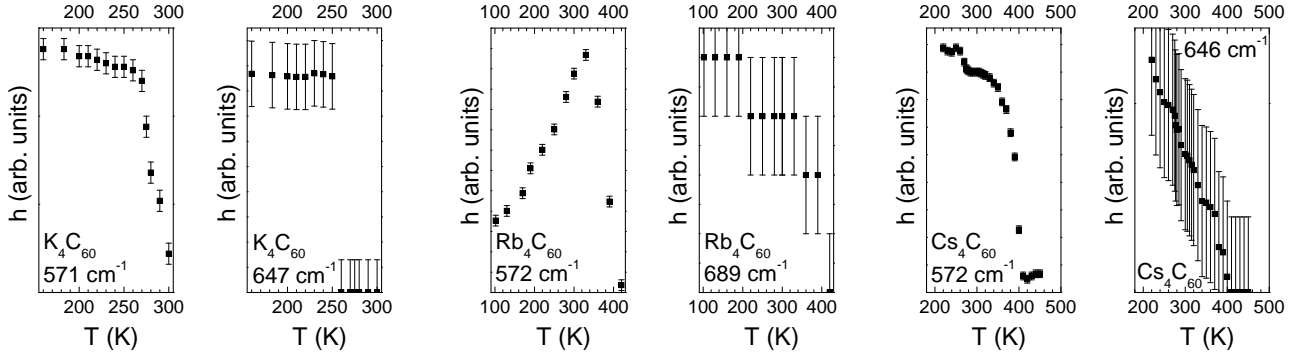 200 250 300
h (arb. units)
K₄C₆₀
571 cm⁻¹
150 200 250 300
T (K)
200 250 300
h (arb. units)
K₄C₆₀
647 cm⁻¹
200 250 300
T (K)
100 200 300 400
h (arb. units)
Rb₄C₆₀
572 cm⁻¹
100 200 300 400
T (K)
100 200 300 400
h (arb. units)
Rb₄C₆₀
689 cm⁻¹
100 200 300 400
T (K)
200 300 400 500
h (arb. units)
Cs₄C₆₀
572 cm⁻¹
200 300 400 500
T (K)
200 300 400 500
646 cm⁻¹
h (arb. units)
Cs₄C₆₀
200 300 400 500
T (K)